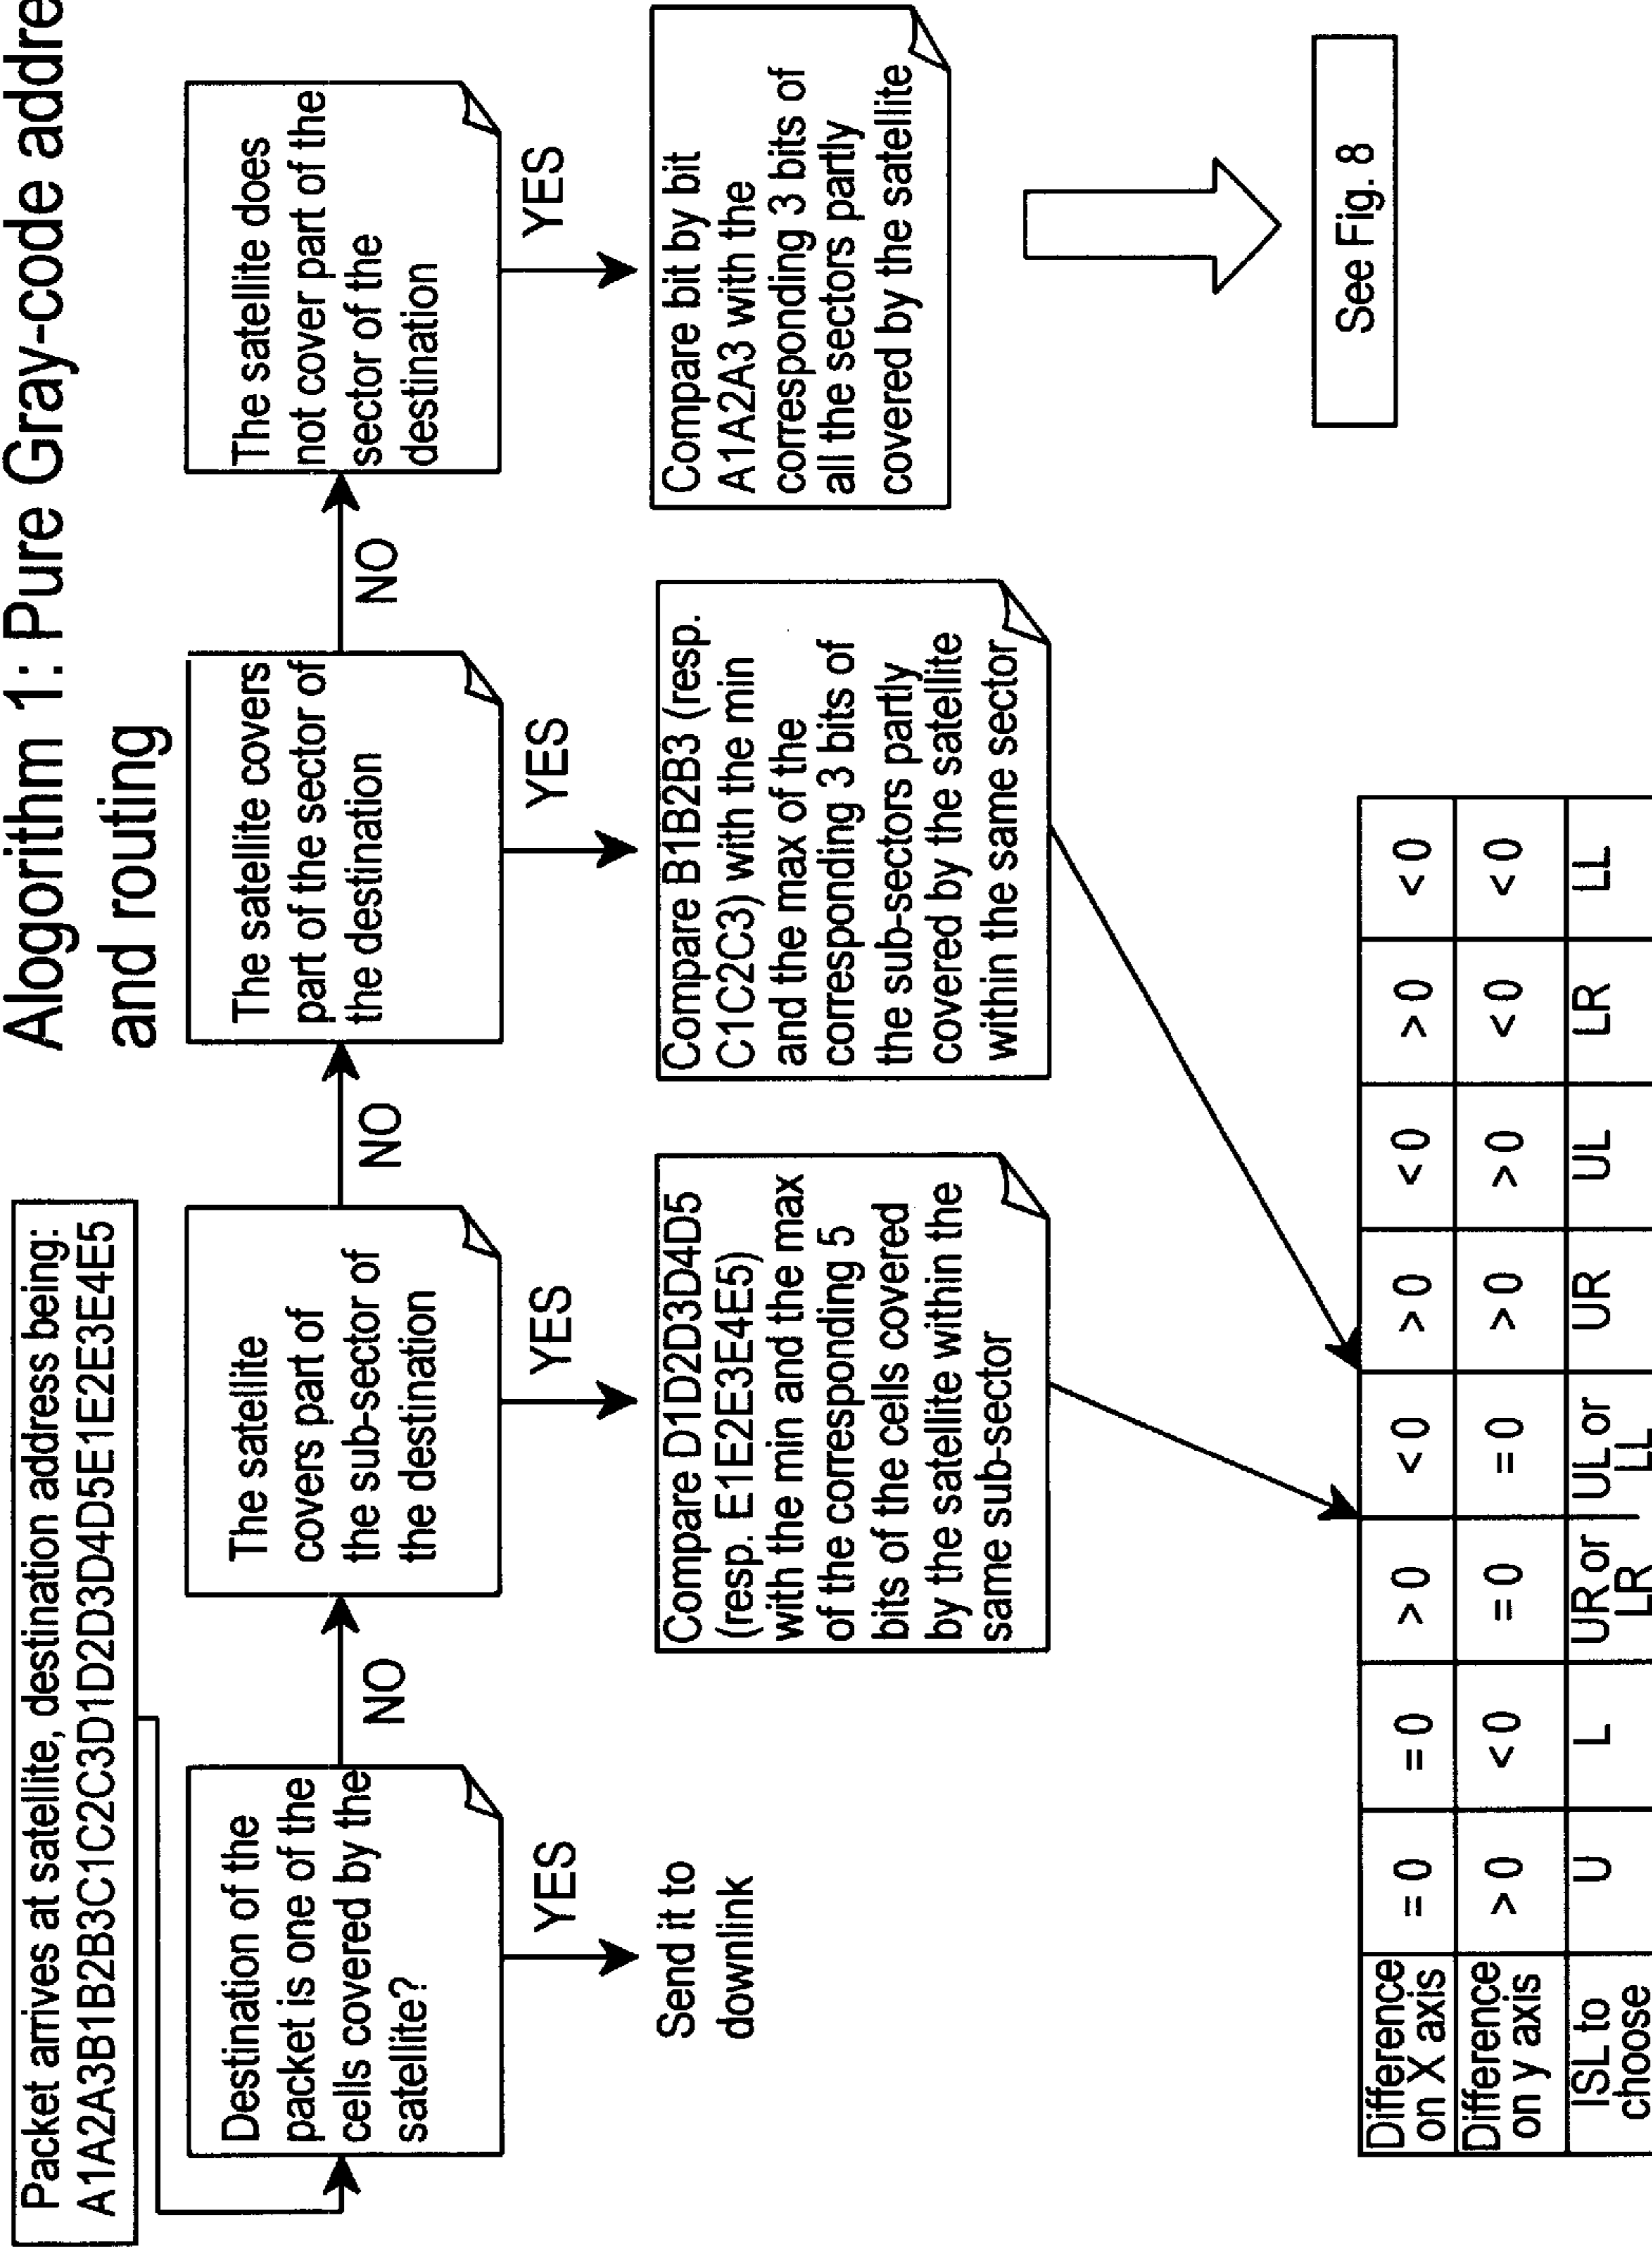 Alogorithm 1: Pure Gray-code addre
and routing
Packet arrives at satellite, destination address being:
A1A2A3B1B2B3C1C2C3D1D2D3D4D5E1E2E3E4E5
Destination of the
packet is one of the
cells covered by the
satellite?
NO
The satellite
covers part of
the sub-sector of
the destination
NO
The satellite covers
part of the sector of
the destination
NO
The satellite does
not cover part of the
sector of the
destination
YES
YES
YES
YES
Send it to
downlink
Compare D1D2D3D4D5
(resp. E1E2E3E4E5)
with the min and the max
of the corresponding 5
bits of the cells covered
by the satellite within the
same sub-sector
Compare B1B2B3 (resp.
C1C2C3) with the min
and the max of the
corresponding 3 bits of
the sub-sectors partly
covered by the satellite
within the same sector
Compare bit by bit
A1A2A3 with the
corresponding 3 bits of
all the sectors partly
covered by the satellite
See Fig. 8
Difference
on X axis
= 0
= 0
> 0
< 0
> 0
< 0
> 0
< 0
Difference
on y axis
> 0
< 0
= 0
= 0
> 0
> 0
< 0
< 0
ISL to
choose
U
L
UR or
LR
UL or
LL
UR
UL
LR
LL